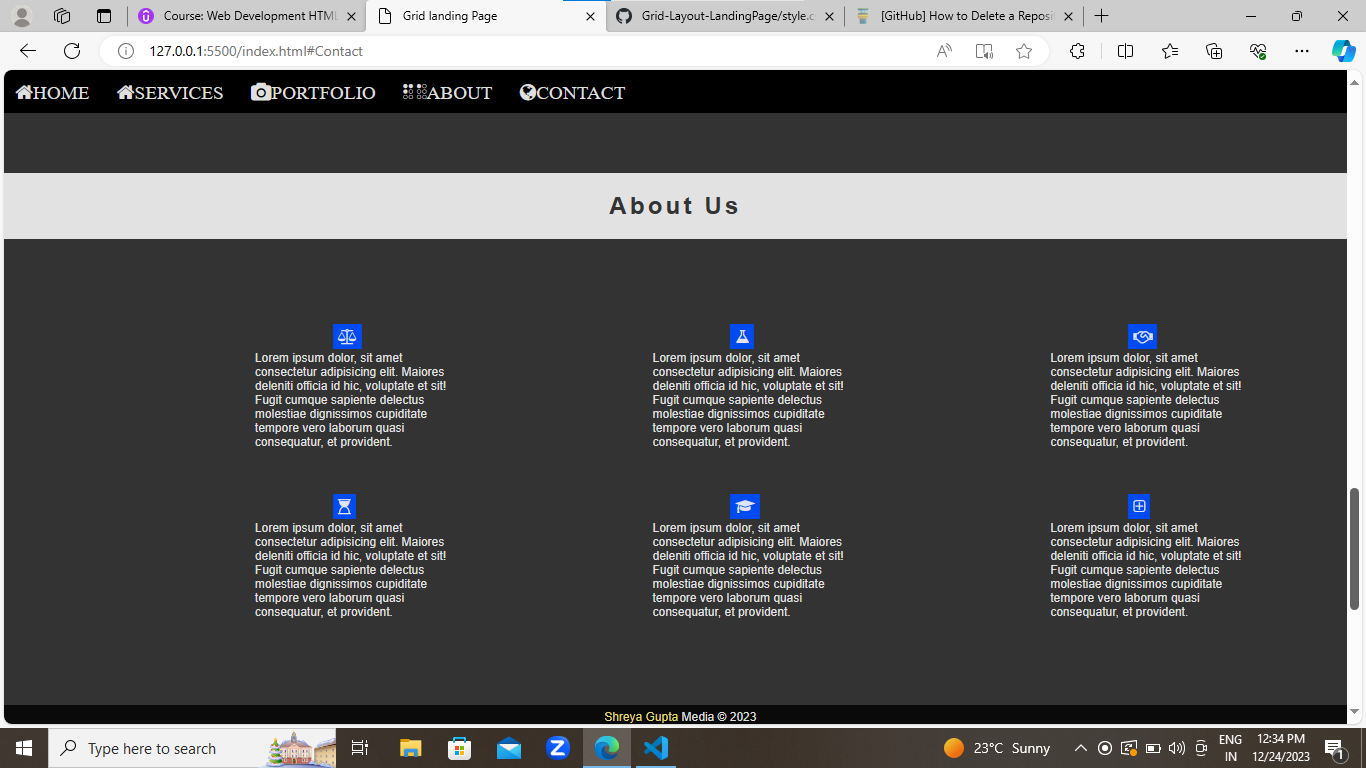 Course: Web Development HTML
Grid landing Page
Grid-Layout-LandingPage/style.c
[GitHub] How to Delete a Reposit
127.0.0.1:5500/index.html#Contact
HOME SERVICES PORTFOLIO ABOUT CONTACT
About Us
Lorem ipsum dolor, sit amet
consectetur adipisicing elit. Maiores
deleniti officia id hic, voluptate et sit!
Fugit cumque sapiente delectus
molestiae dignissimos cupiditate
tempore vero laborum quasi
consequatur, et provident.
Lorem ipsum dolor, sit amet
consectetur adipisicing elit. Maiores
deleniti officia id hic, voluptate et sit!
Fugit cumque sapiente delectus
molestiae dignissimos cupiditate
tempore vero laborum quasi
consequatur, et provident.
Lorem ipsum dolor, sit amet
consectetur adipisicing elit. Maiores
deleniti officia id hic, voluptate et sit!
Fugit cumque sapiente delectus
molestiae dignissimos cupiditate
tempore vero laborum quasi
consequatur, et provident.
Lorem ipsum dolor, sit amet
consectetur adipisicing elit. Maiores
deleniti officia id hic, voluptate et sit!
Fugit cumque sapiente delectus
molestiae dignissimos cupiditate
tempore vero laborum quasi
consequatur, et provident.
Lorem ipsum dolor, sit amet
consectetur adipisicing elit. Maiores
deleniti officia id hic, voluptate et sit!
Fugit cumque sapiente delectus
molestiae dignissimos cupiditate
tempore vero laborum quasi
consequatur, et provident.
Lorem ipsum dolor, sit amet
consectetur adipisicing elit. Maiores
deleniti officia id hic, voluptate et sit!
Fugit cumque sapiente delectus
molestiae dignissimos cupiditate
tempore vero laborum quasi
consequatur, et provident.
Shreya Gupta Media © 2023
Type here to search
23°C Sunny
ENG
IN
12:34 PM
12/24/2023
1